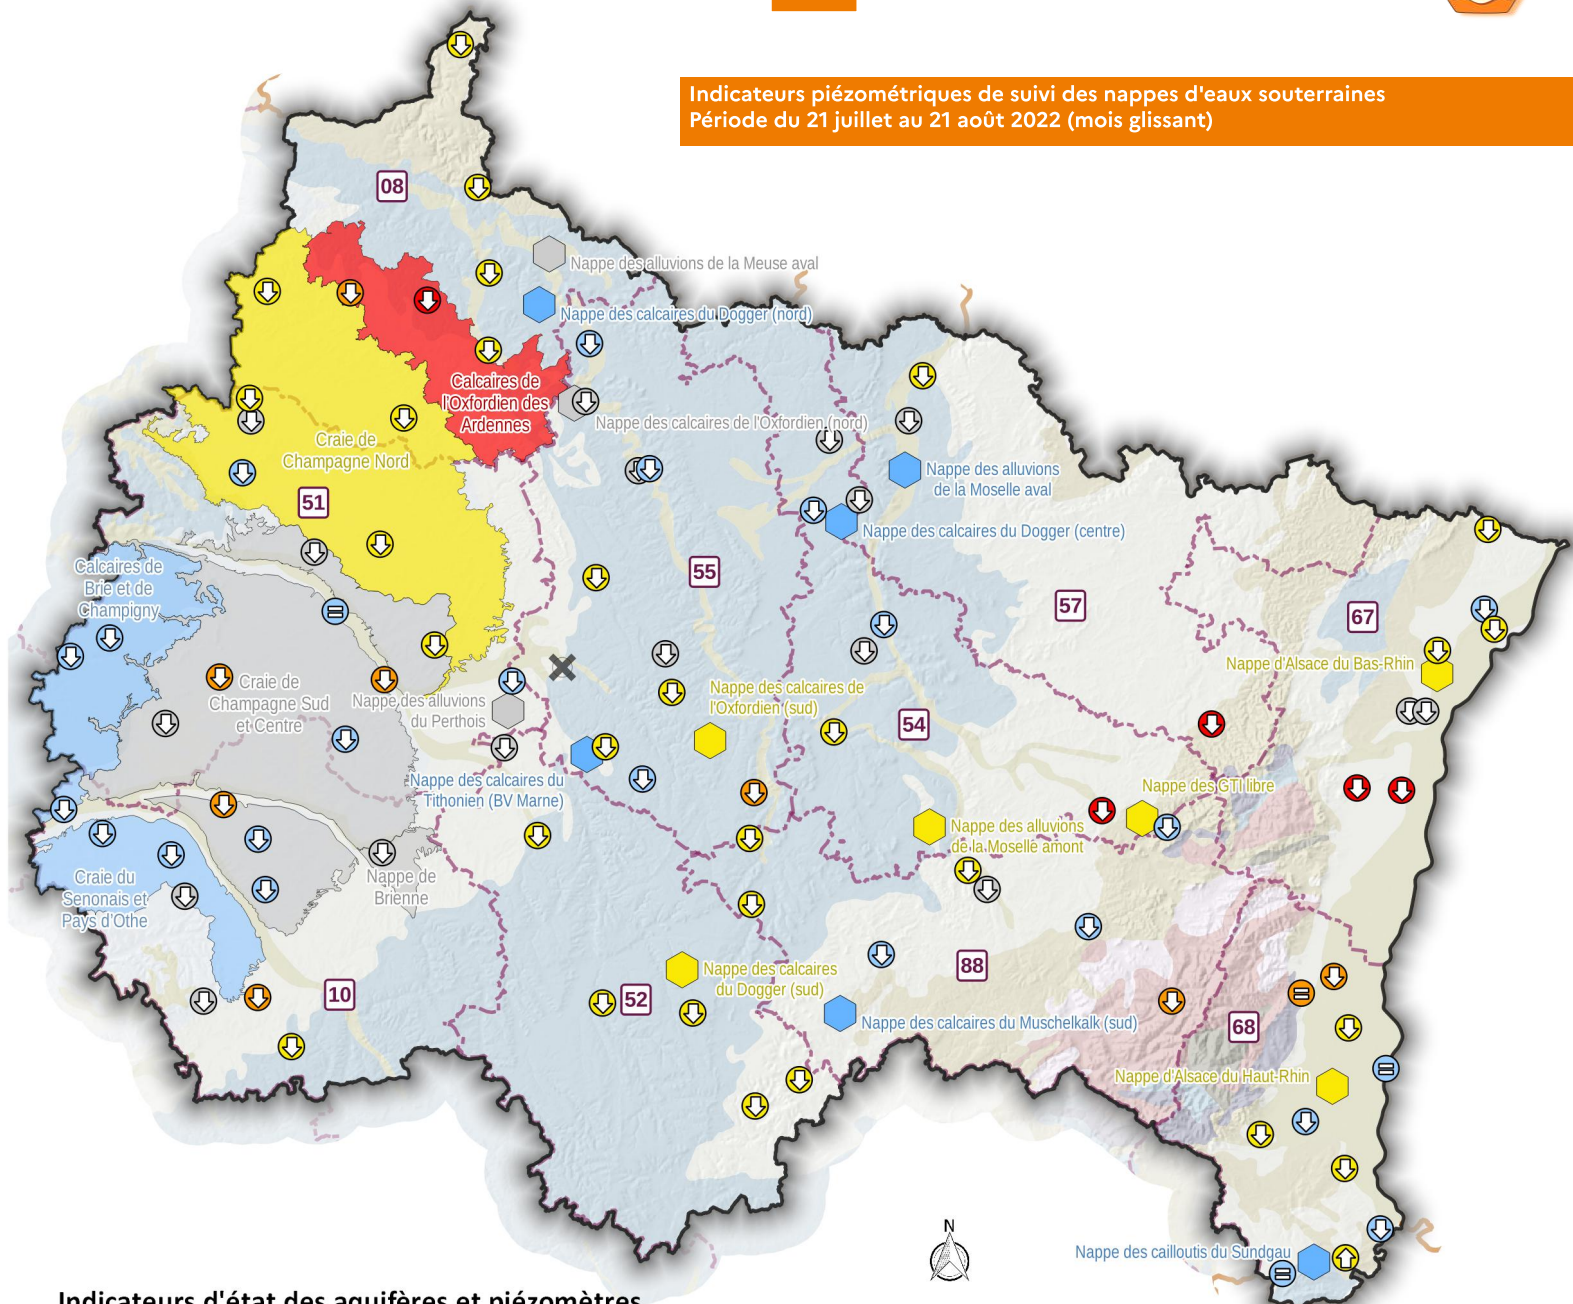 Indicateurs piézométriques de suivi des nappes d'eaux souterraines
Période du 21 juillet au 21 août 2022 (mois glissant)
08
Nappe des alluvions de la Meuse aval
Nappe des calcaires du Dogger (nord)
Calcaires de
l'Oxfordien des
Ardennes
Nappe des calcaires de l'Oxfordien (nord)
Craie de
Champagne Nord
Nappe des alluvions
de la Moselle aval
51
Nappe des calcaires du Dogger (centre)
Calcaires de
Brie et de
Champigny
55
57
67
Nappe d'Alsace du Bas-Rhin
Craie de
Champagne Sud
et Centre
Nappe des alluvions
du Perthois
Nappe des calcaires de
l'Oxfordien (sud)
54
Nappe des calcaires du
Tithonien (BV Marne)
Nappe des GTI libre
Nappe des alluvions
de la Moselle amont
Craie du
Senonais et
Pays d'Othe
Nappe de
Brienne
88
Nappe des calcaires
du Dogger (sud)
10
52
Nappe des calcaires du Muschelkalk (sud)
68
Nappe d'Alsace du Haut-Rhin
N
Nappe des cailloutis du Sundgau
Indicateurs d'état des aquifères et piézomètres